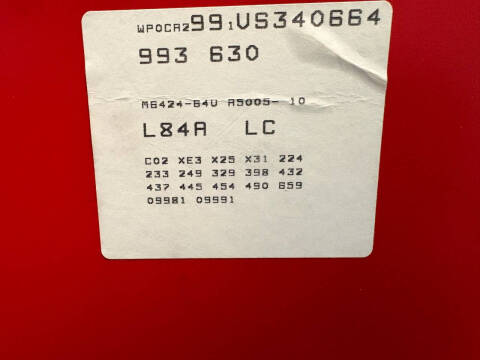 WP0CA2991VS340664
993 630
M6424-64U A5005- 10
L84A LC
C02 XE3 X25 X31 224
233 249 329 398 432
437 445 454 490 659
09981 09991